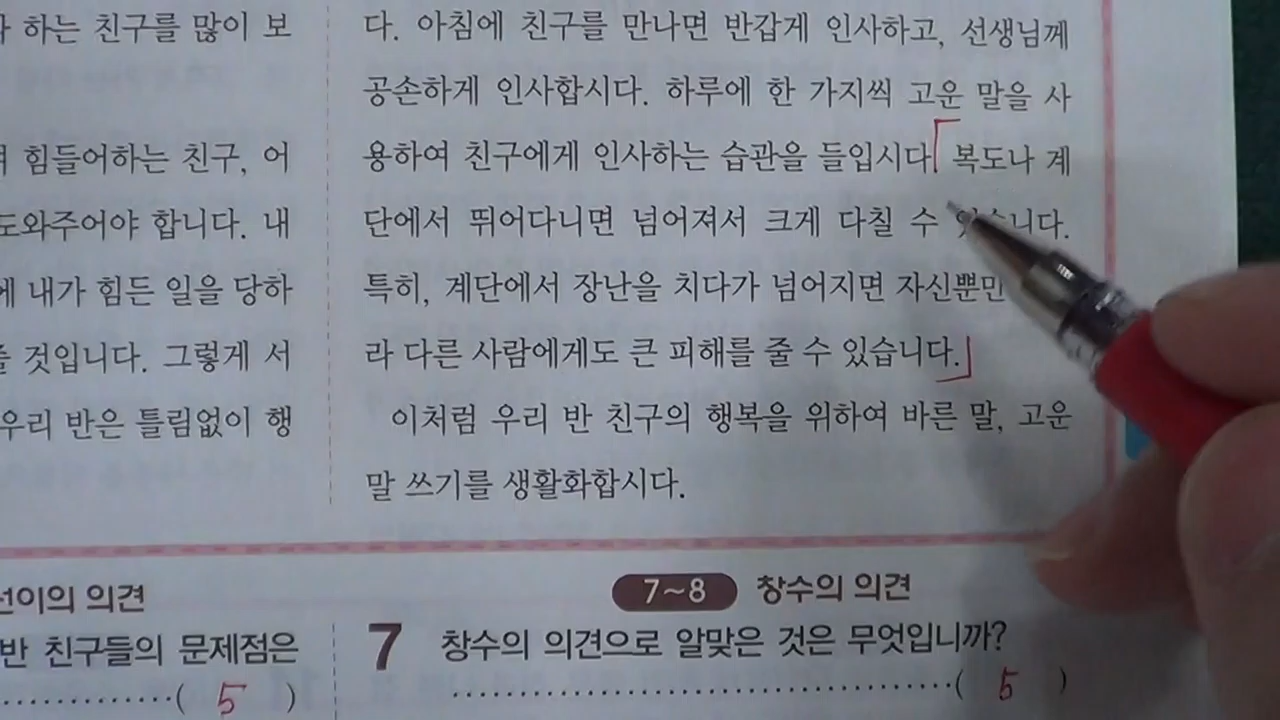 하는 친구를 많이 보
힘들어하는 친구, 어
도와주어야 합니다. 내
에 내가 힘든 일을 당하
줄 것입니다. 그렇게 서
우리 반은 틀림없이 행
다. 아침에 친구를 만나면 반갑게 인사하고, 선생님께
공손하게 인사합시다. 하루에 한 가지씩 고운 말을 사
용하여 친구에게 인사하는 습관을 들입시다. 복도나 계
단에서 뛰어다니면 넘어져서 크게 다칠 수 있습니다.
특히, 계단에서 장난을 치다가 넘어지면 자신뿐만
라 다른 사람에게도 큰 피해를 줄 수 있습니다.
이처럼 우리 반 친구의 행복을 위하여 바른 말, 고운
말 쓰기를 생활화합시다.
의견
반 친구들의 문제점은
( 5 )
7~8 창수의 의견
7 창수의 의견으로 알맞은 것은 무엇입니까?
( 5 )